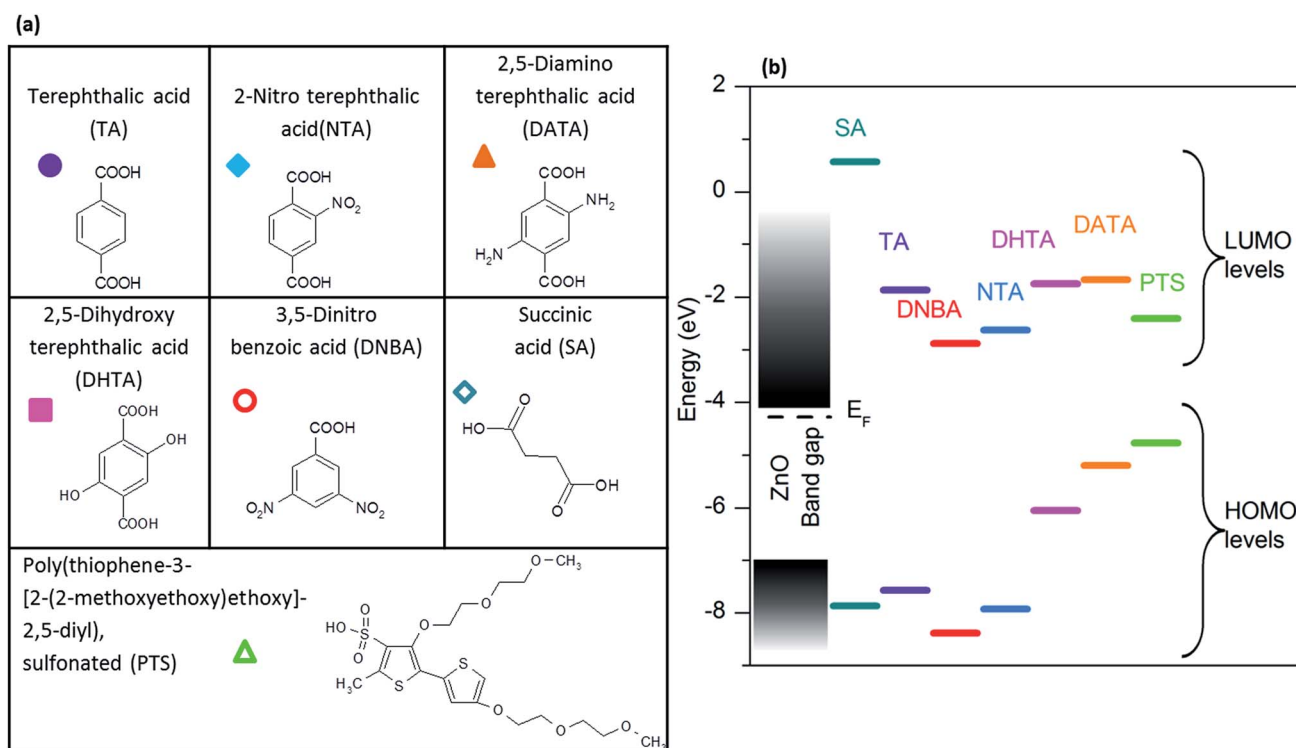 (a)
Terephthalic acid
(TA)
COOH
COOH
2-Nitro terephthalic
acid(NTA)
COOH
NO2
COOH
2,5-Diamino
terephthalic acid
(DATA)
COOH
NH2
H2N
COOH
2,5-Dihydroxy
terephthalic acid
(DHTA)
COOH
OH
HO
COOH
3,5-Dinitro
benzoic acid (DNBA)
COOH
O2N
NO2
Succinic
acid (SA)
O
HO
OH
O
Poly(thiophene-3-
[2-(2-methoxyethoxy)ethoxy]-
2,5-diyl),
sulfonated (PTS)
O
CH3
O
O
HO
S
O
O
S
H3C
S
O
O
O
CH3
(b)
Energy (eV)
2
0
-2
-4
-6
-8
SA
TA
DNBA
NTA
DHTA
DATA
PTS
LUMO
levels
EF
ZnO
Band gap
HOMO
levels